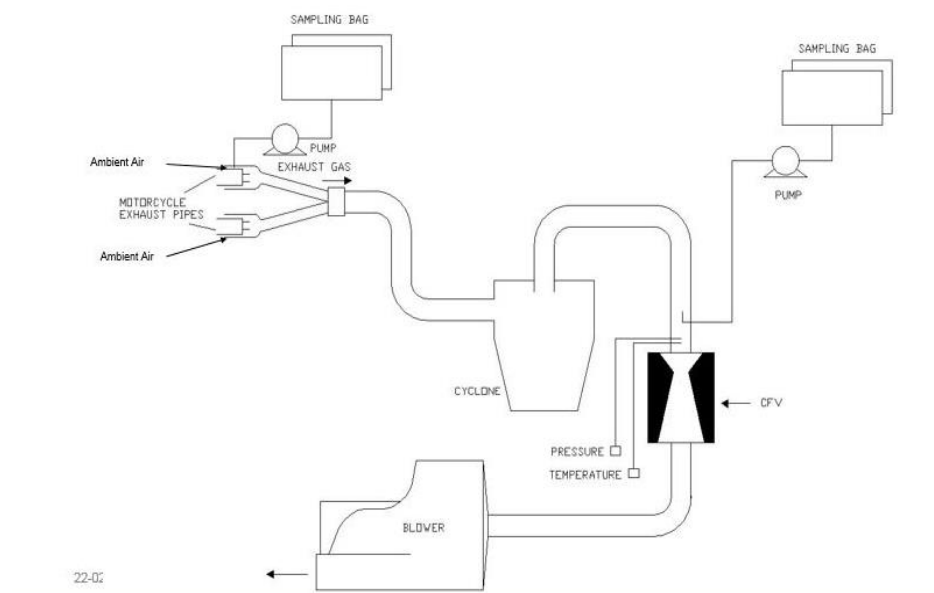 SAMPLING BAG
SAMPLING BAG
PUMP
Ambient Air
EXHAUST GAS
PUMP
MOTORCYCLE
EXHAUST PIPES
Ambient Air
CYCLONE
CFV
PRESSURE
TEMPERATURE
BLOWER
22-02